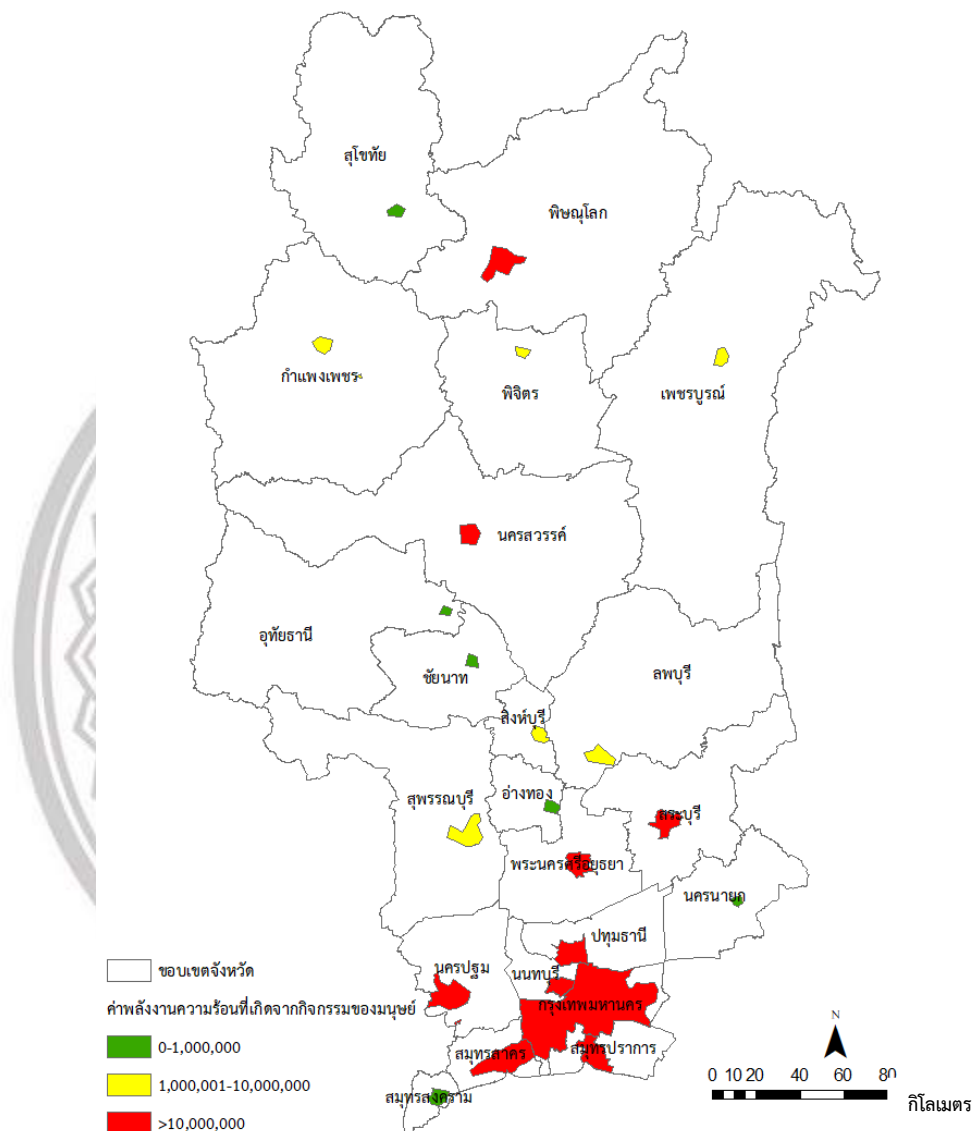 สุโขทัย
พิษณุโลก
กำแพงเพชร
พิจิตร
เพชรบูรณ์
นครสวรรค์
อุทัยธานี
ชัยนาท
ลพบุรี
สิงห์บุรี
สุพรรณบุรี
อ่างทอง
สระบุรี
พระนครศรีอยุธยา
นครนายก
ปทุมธานี
นครปฐม
นนทบุรี
กรุงเทพมหานคร
สมุทรสาคร
สมุทรปราการ
สมุทรสงคราม
ขอบเขตจังหวัด
ค่าพลังงานความร้อนที่เกิดจากกิจกรรมของมนุษย์
0-1,000,000
1,000,001-10,000,000
>10,000,000
N
0 10 20 40 60 80
กิโลเมตร